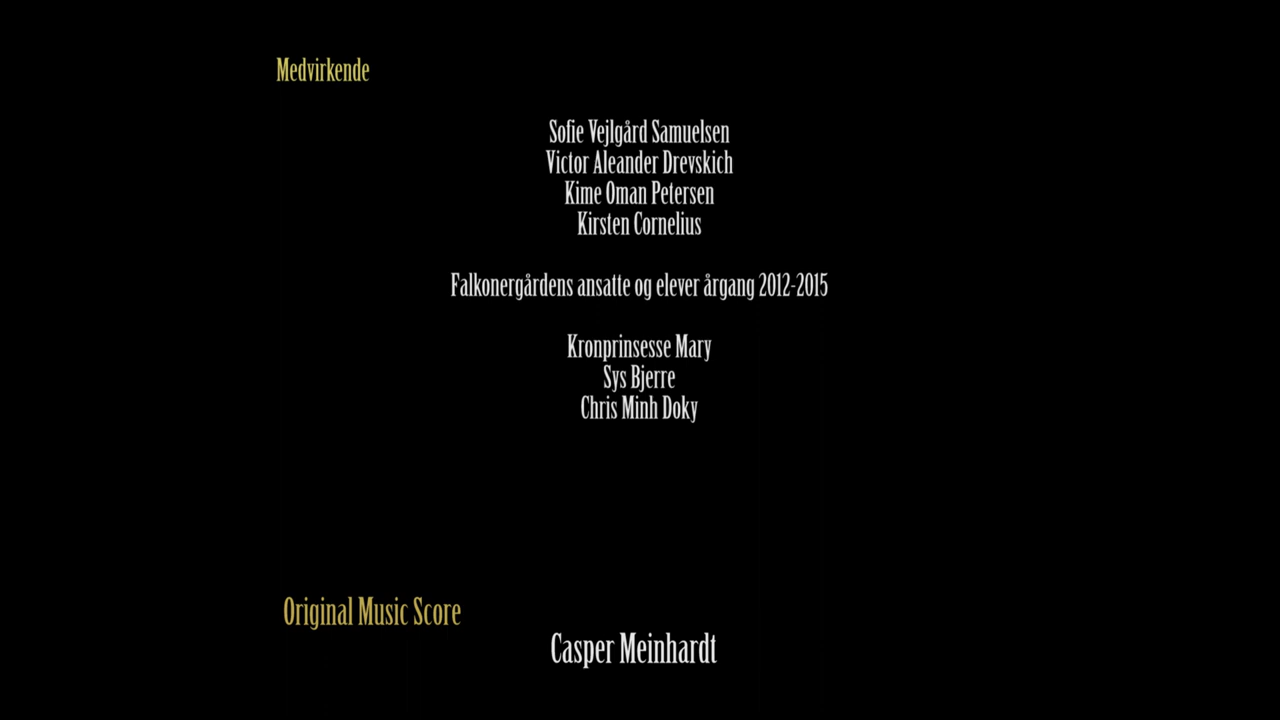 Medvirkende
Sofie Vejlgård Samuelsen
Victor Aleander Drevskich
Kime Oman Petersen
Kirsten Cornelius
Falkonergårdens ansatte og elever årgang 2012-2015
Kronprinsesse Mary
Sys Bjerre
Chris Minh Doky
Original Music Score
Casper Meinhardt